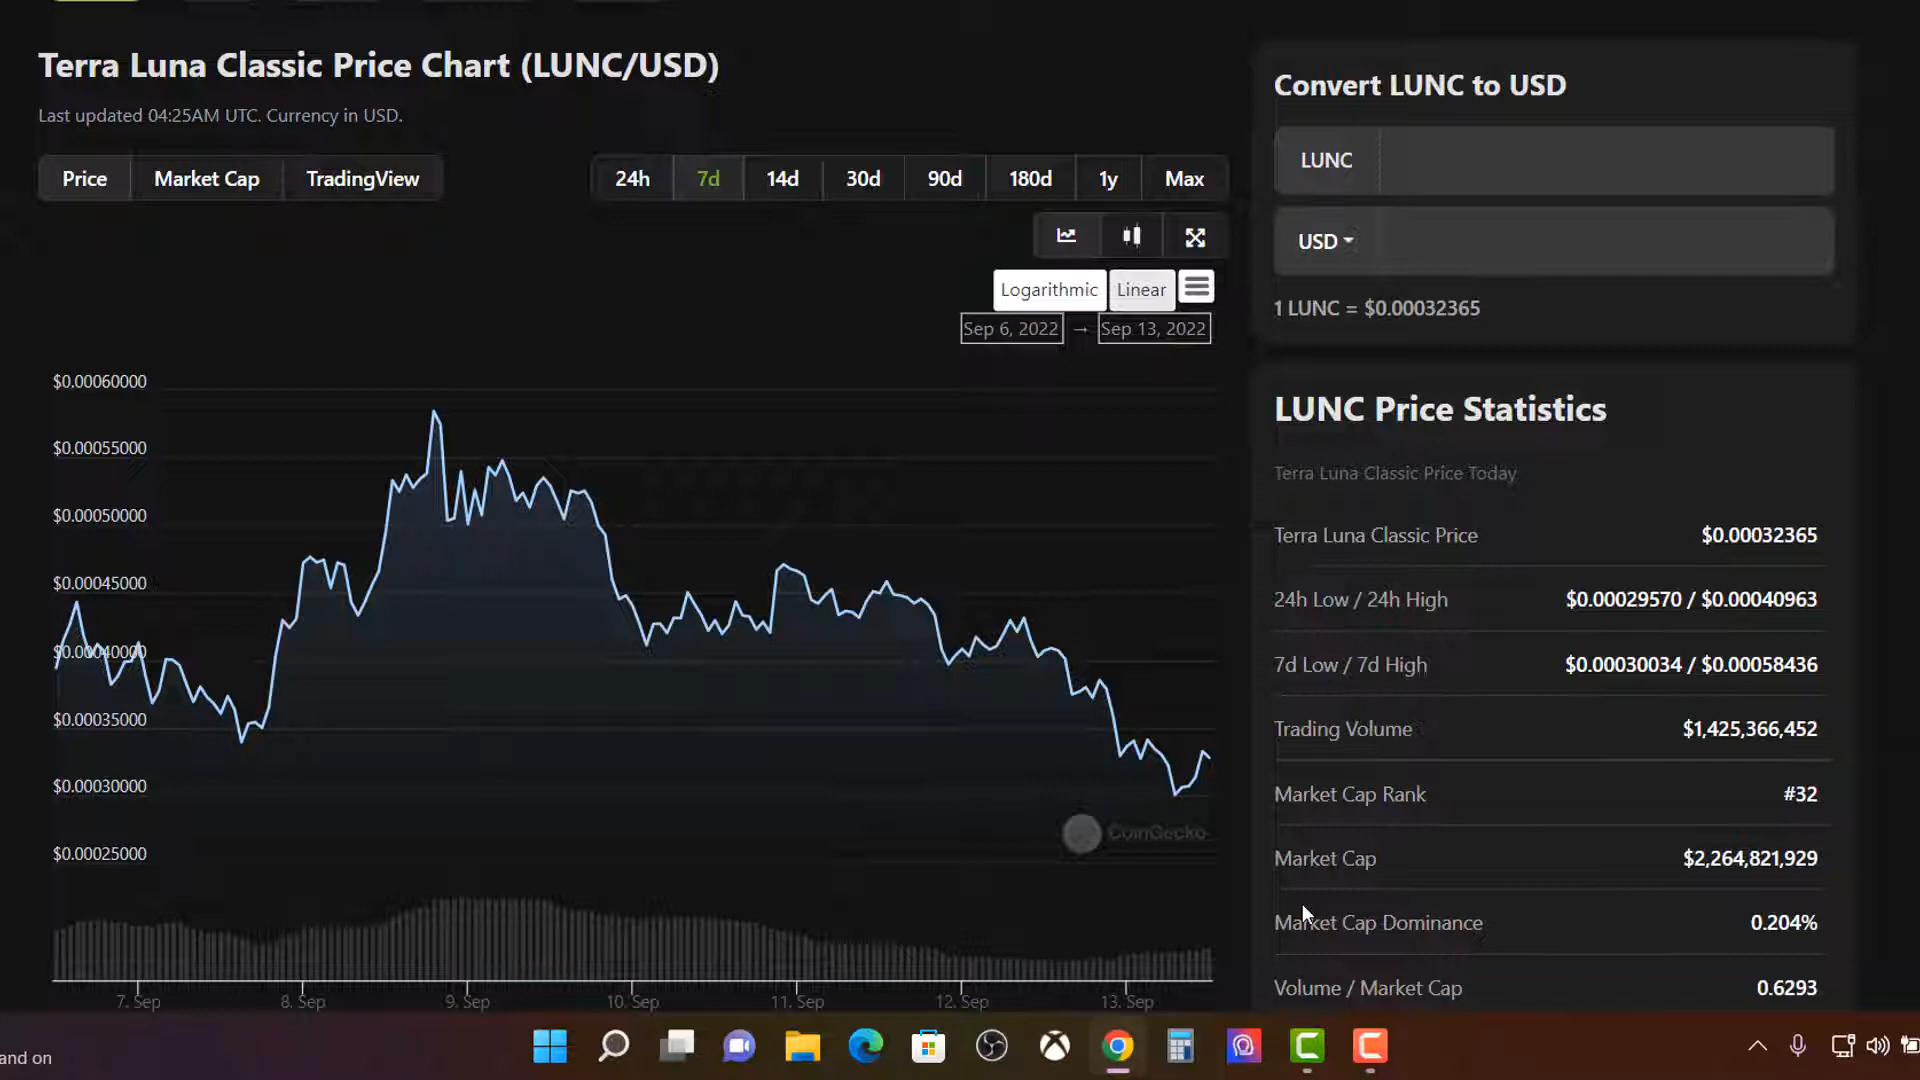 Terra Luna Classic Price Chart (LUNC/USD)
Last updated 04:25AM UTC. Currency in USD.
Price Market Cap TradingView
24h 7d 14d 30d 90d 180d 1y Max
Logarithmic Linear
Sep 6, 2022 → Sep 13, 2022
$0.00060000
$0.00055000
$0.00050000
$0.00045000
$0.00040000
$0.00035000
$0.00030000
$0.00025000
CoinGecko
7. Sep 8. Sep 9. Sep 10. Sep 11. Sep 12. Sep 13. Sep
Convert LUNC to USD
LUNC
USD
1 LUNC = $0.00032365
LUNC Price Statistics
Terra Luna Classic Price Today
Terra Luna Classic Price $0.00032365
24h Low / 24h High $0.00029570 / $0.00040963
7d Low / 7d High $0.00030034 / $0.00058436
Trading Volume $1,425,366,452
Market Cap Rank #32
Market Cap $2,264,821,929
Market Cap Dominance 0.204%
Volume / Market Cap 0.6293
and on